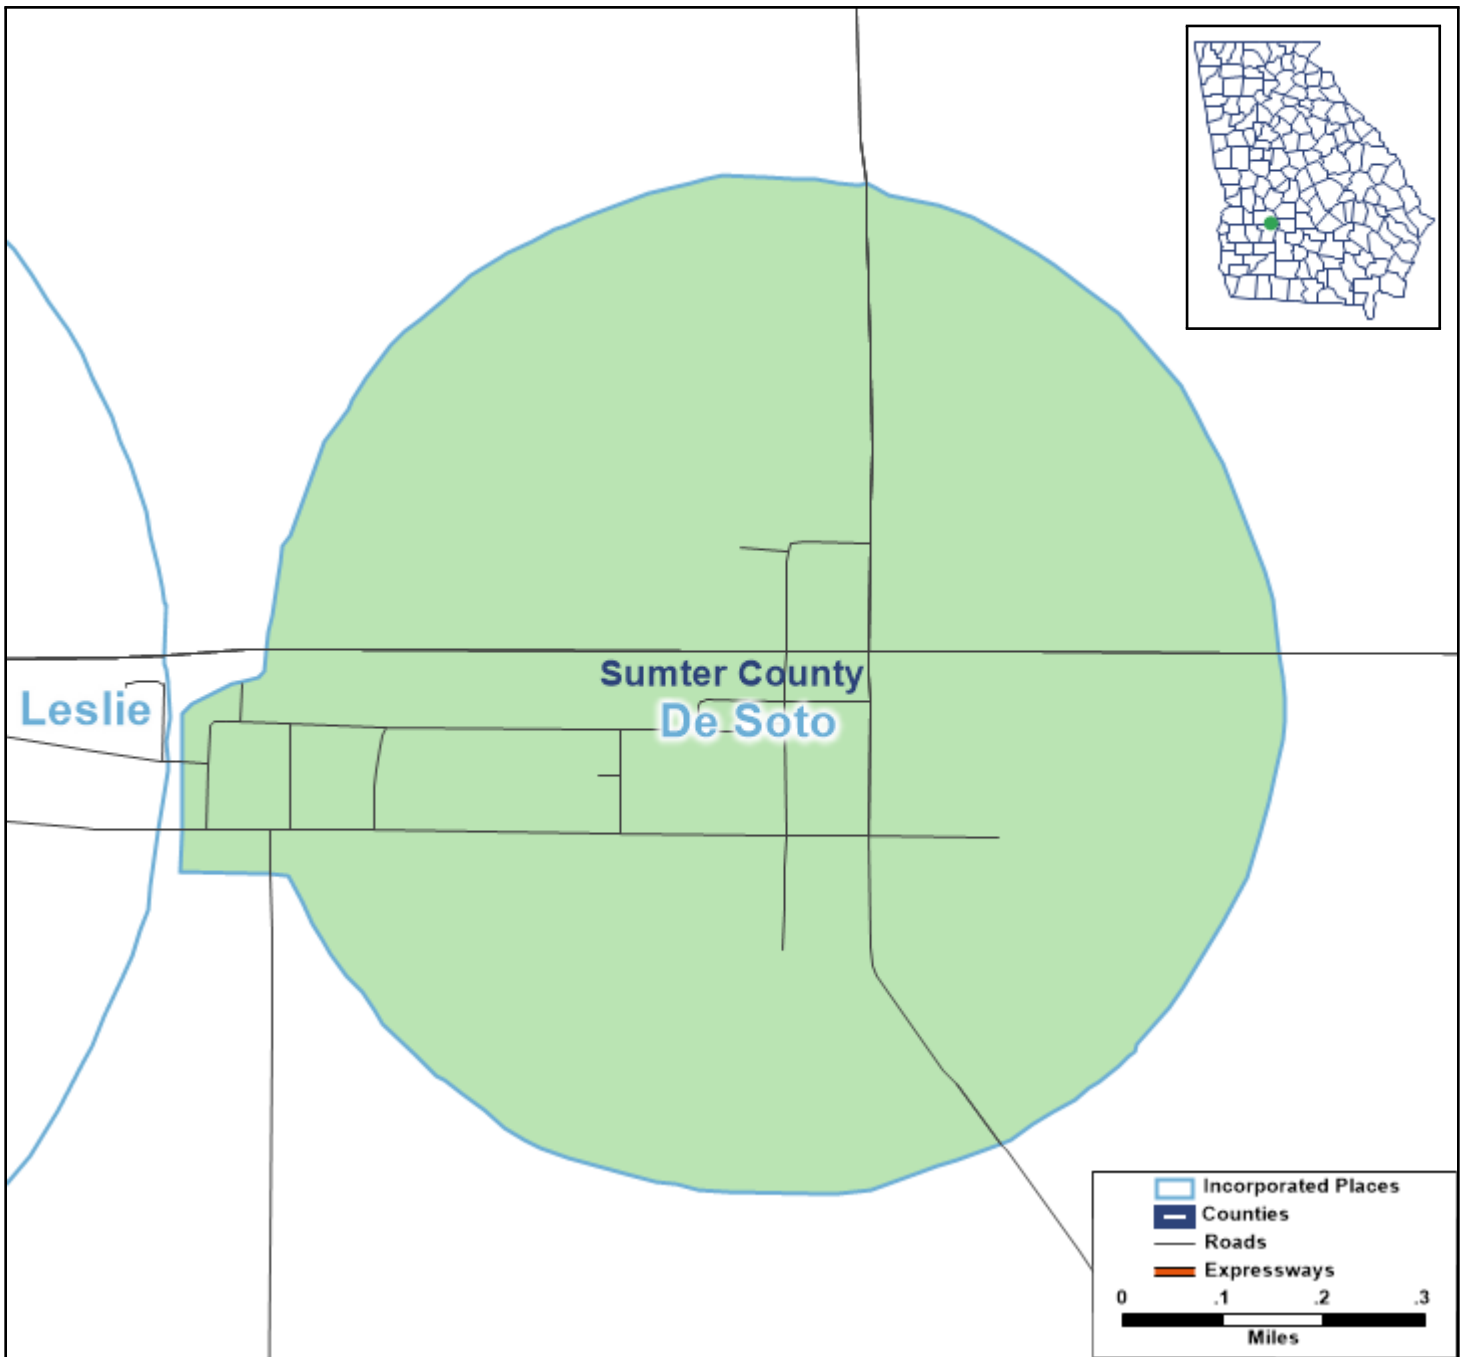 Sumter County
Leslie
De Soto
Incorporated Places
Counties
Roads
Expressways
0 .1 .2 .3
Miles